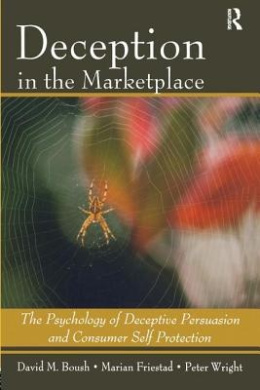 R
Deception
in the Marketplace
The Psychology of Deceptive Persuasion
and Consumer Self Protection
David M. Boush • Marian Friestad • Peter Wright